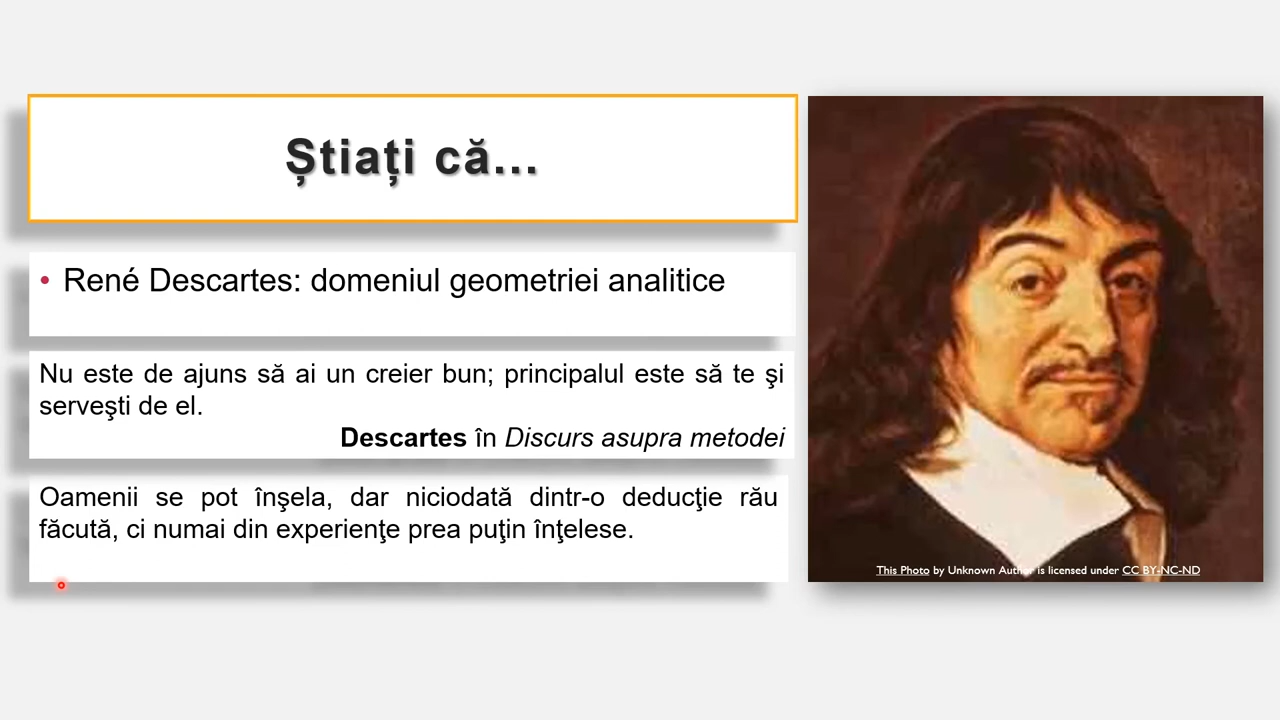 Știați că...
• René Descartes: domeniul geometriei analitice
Nu este de ajuns să ai un creier bun; principalul este să te şi
serveşti de el.
Descartes în Discurs asupra metodei
Oamenii se pot înşela, dar niciodată dintr-o deducţie rău
făcută, ci numai din experienţe prea puţin înţelese.
This Photo by Unknown Author is licensed under CC BY-NC-ND